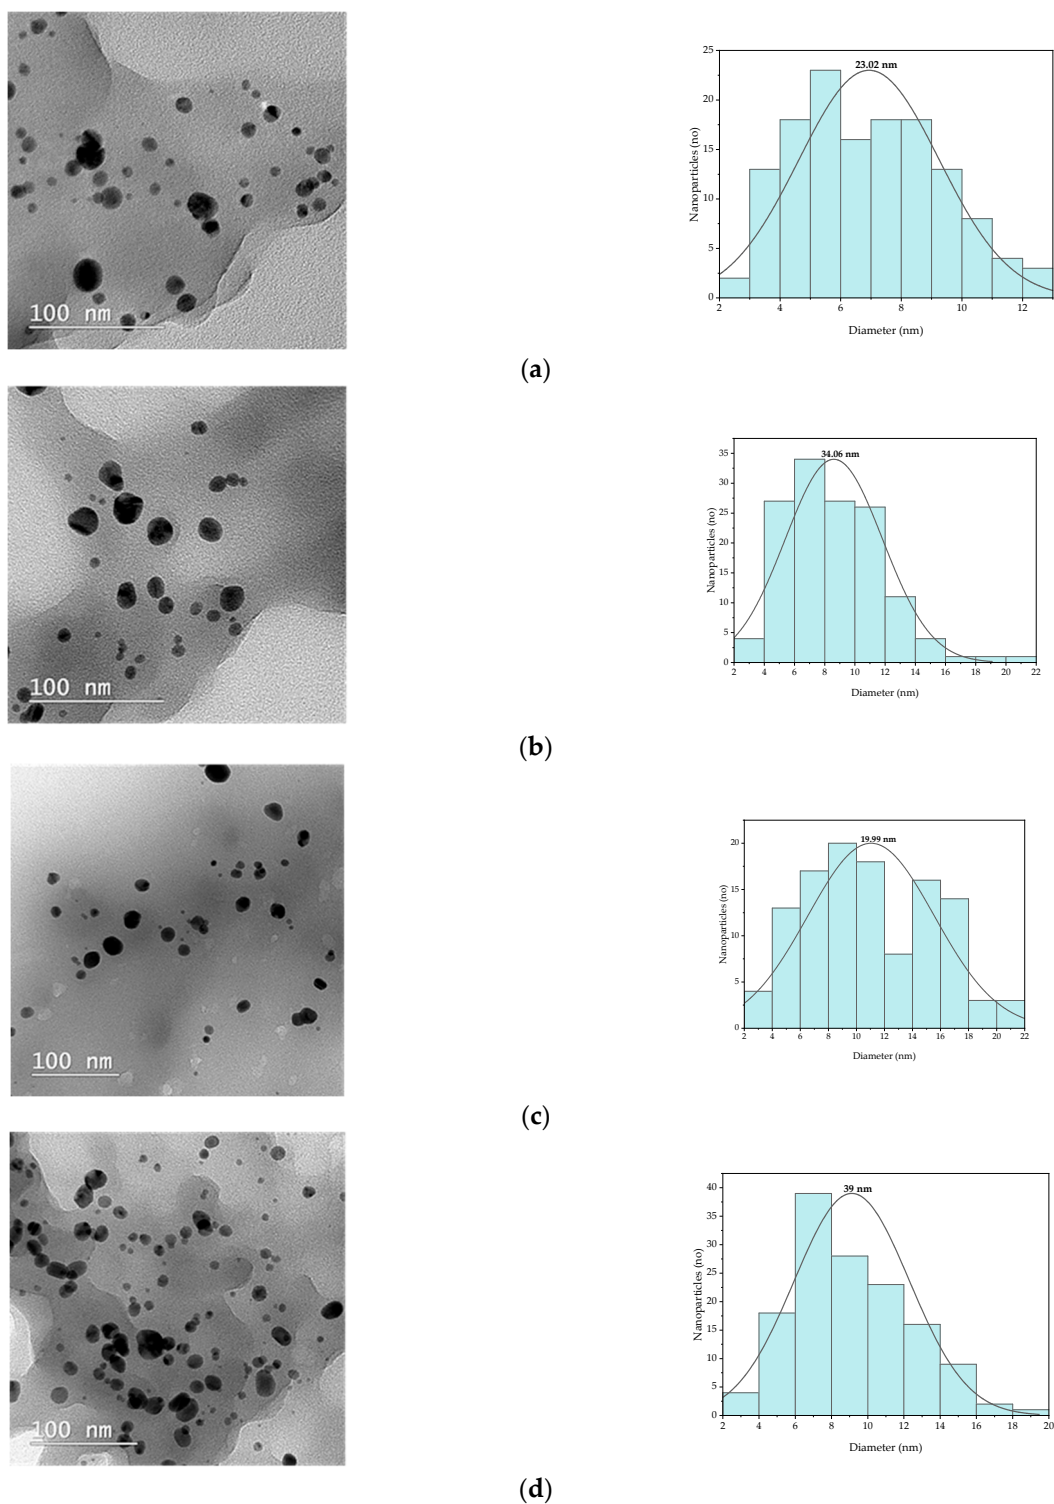 100 nm
23.02 nm
Nanoparticles (no)
25
20
15
10
5
0
2 4 6 8 10 12
Diameter (nm)
(a)
100 nm
34.06 nm
Nanoparticles (no)
35
30
25
20
15
10
5
0
2 4 6 8 10 12 14 16 18 20 22
Diameter (nm)
(b)
100 nm
19.99 nm
Nanoparticles (no)
20
15
10
5
0
2 4 6 8 10 12 14 16 18 20 22
Diameter (nm)
(c)
100 nm
39 nm
Nanoparticles (no)
40
35
30
25
20
15
10
5
0
2 4 6 8 10 12 14 16 18 20
Diameter (nm)
(d)